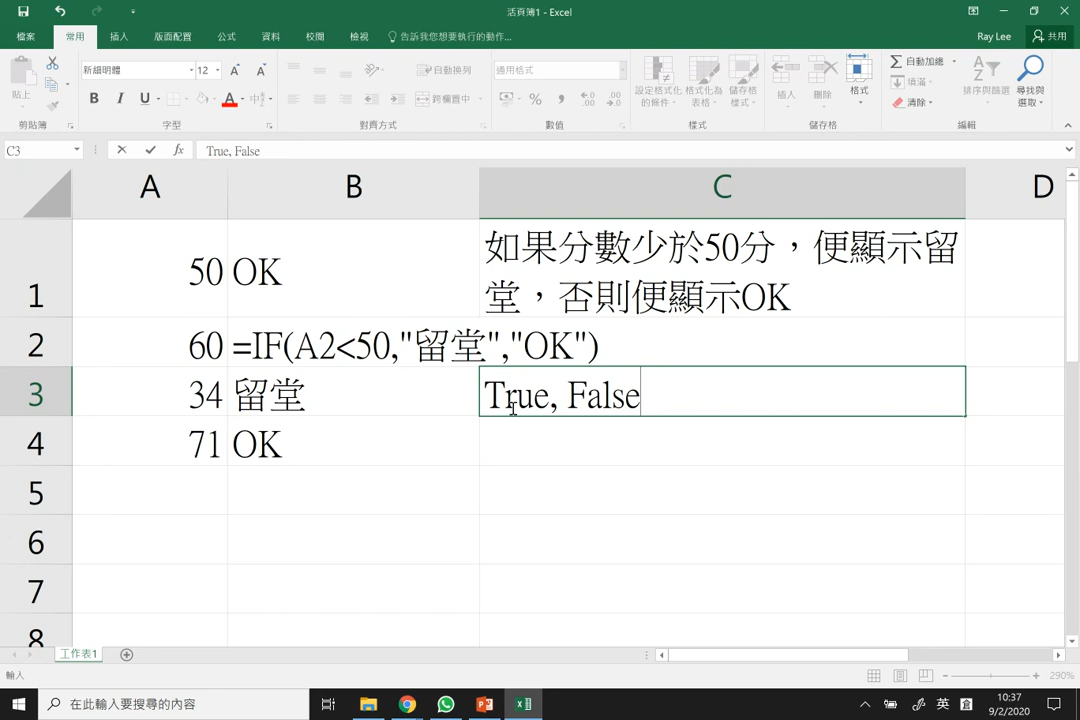 活頁簿1 - Excel
檔案 常用 插入 版面配置 公式 資料 校閱 檢視 告訴我您想要執行的動作... Ray Lee 共用
新細明體 12 自動換列 通用格式 自動加總
貼上 B I U A 中 跨欄置中 % 設定格式化的條件 格式化為表格 儲存格樣式 插入 刪除 格式 填滿 清除 排序與篩選 尋找與選取
剪貼簿 字型 對齊方式 數值 樣式 儲存格 編輯
C3 fx True, False
A B C D
1 50 OK 如果分數少於50分，便顯示留
堂，否則便顯示OK
2 60 =IF(A2<50,"留堂","OK")
3 34 留堂 True, False
4 71 OK
5
6
7
8
工作表1
輸入 290%
在此輸入要搜尋的內容 英 10:37
9/2/2020